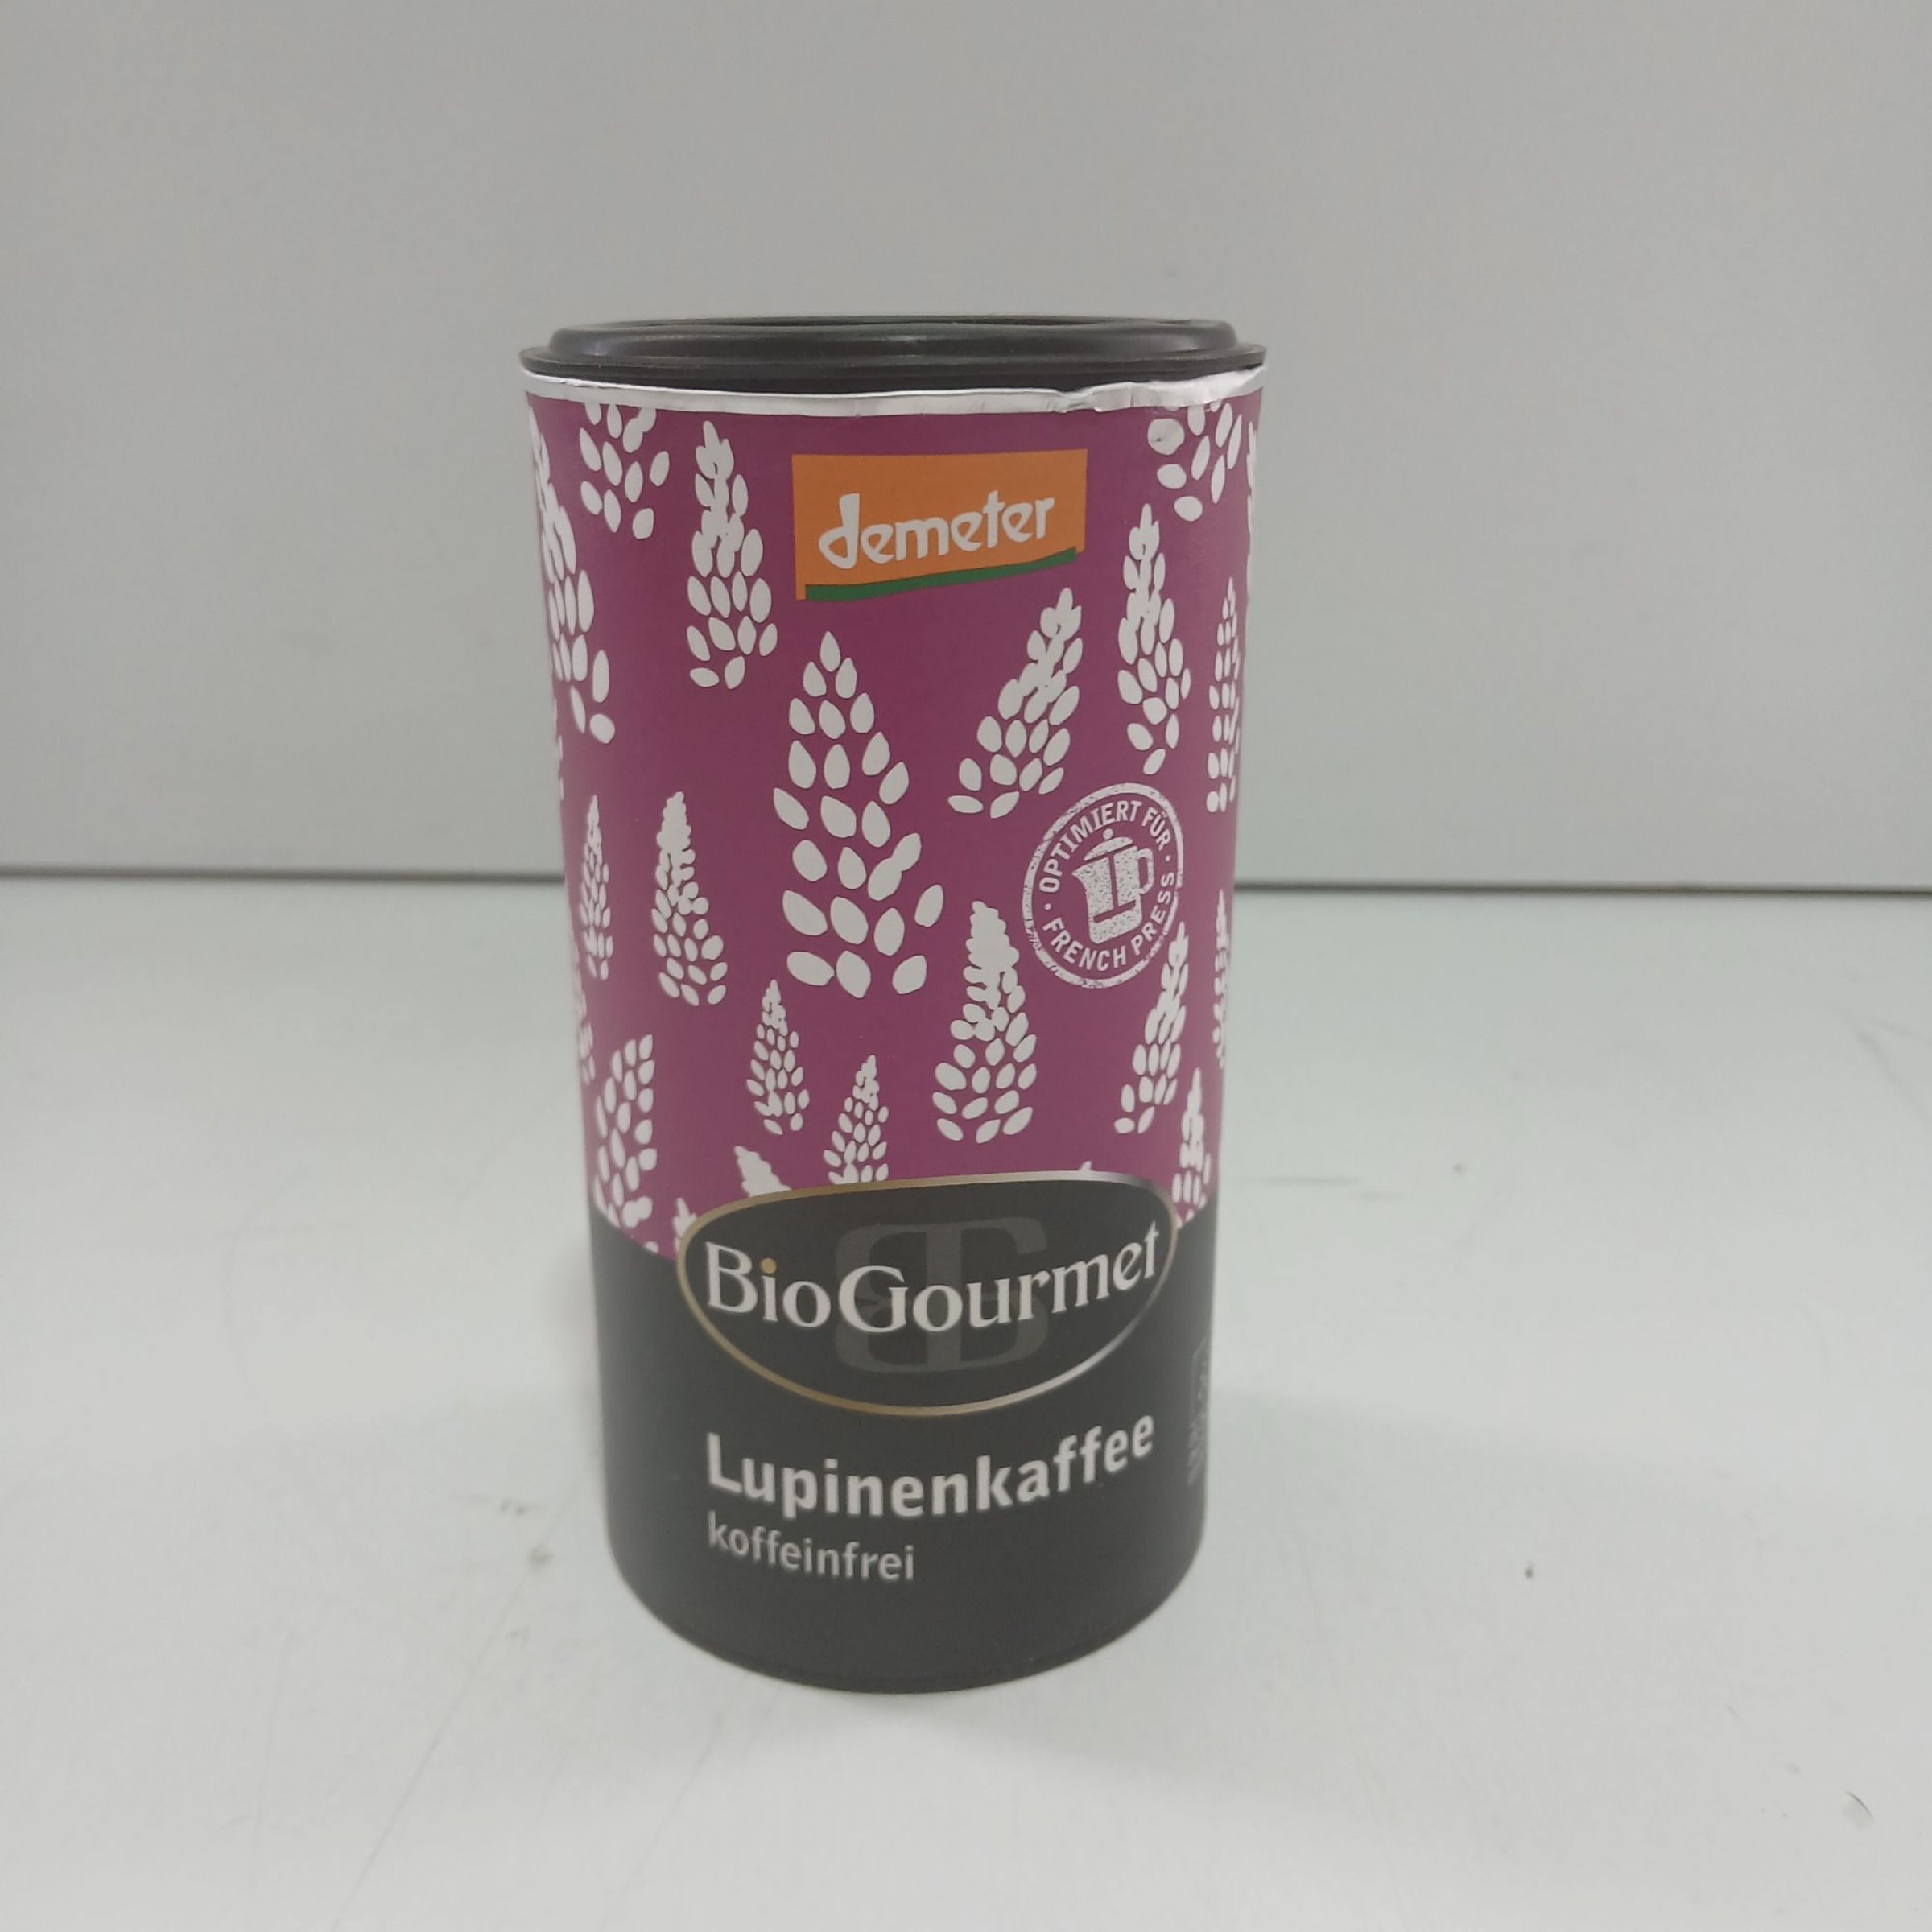 demeter
OPTIMIERT FÜR
FRENCH PRESS
BioGourmet
Lupinenkaffee
koffeinfrei